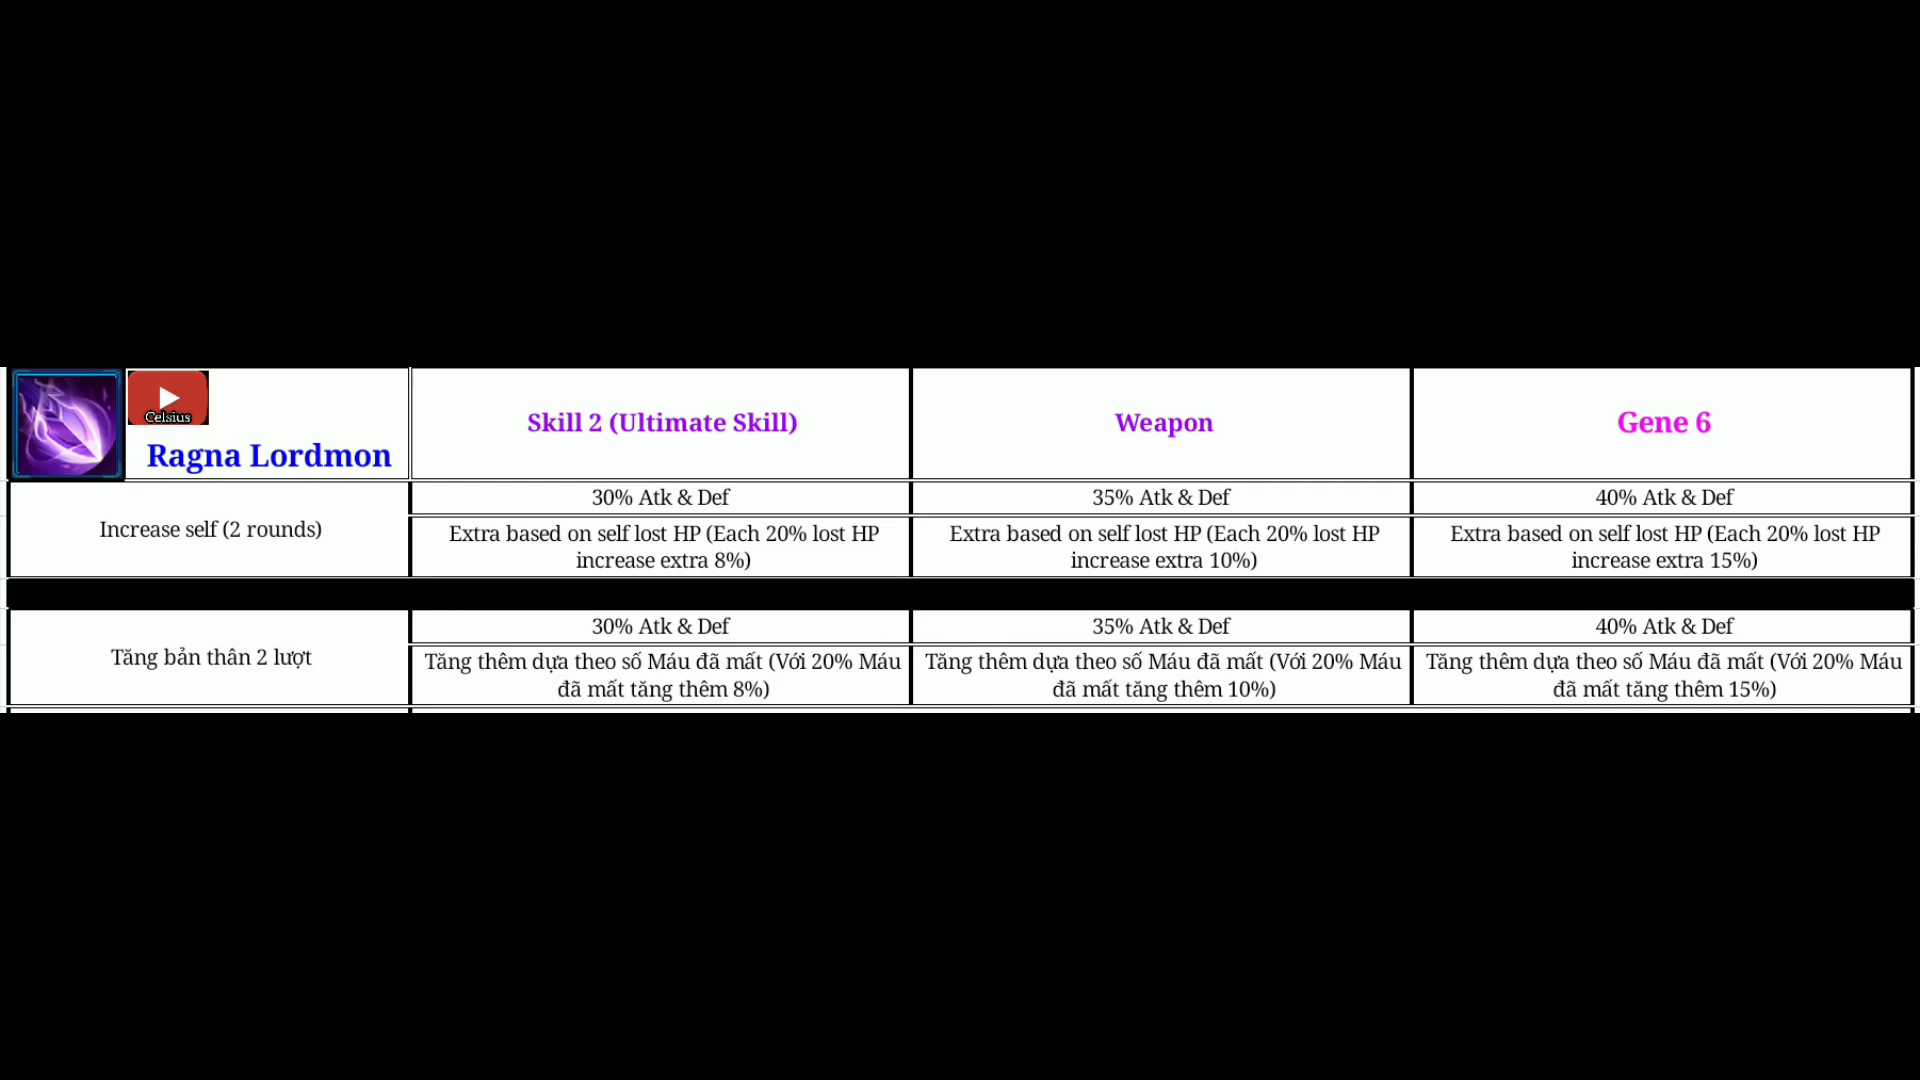 Celsius
Ragna Lordmon
Skill 2 (Ultimate Skill)
Weapon
Gene 6
Increase self (2 rounds)
30% Atk & Def
35% Atk & Def
40% Atk & Def
Extra based on self lost HP (Each 20% lost HP
increase extra 8%)
Extra based on self lost HP (Each 20% lost HP
increase extra 10%)
Extra based on self lost HP (Each 20% lost HP
increase extra 15%)
Tăng bản thân 2 lượt
30% Atk & Def
35% Atk & Def
40% Atk & Def
Tăng thêm dựa theo số Máu đã mất (Với 20% Máu
đã mất tăng thêm 8%)
Tăng thêm dựa theo số Máu đã mất (Với 20% Máu
đã mất tăng thêm 10%)
Tăng thêm dựa theo số Máu đã mất (Với 20% Máu
đã mất tăng thêm 15%)